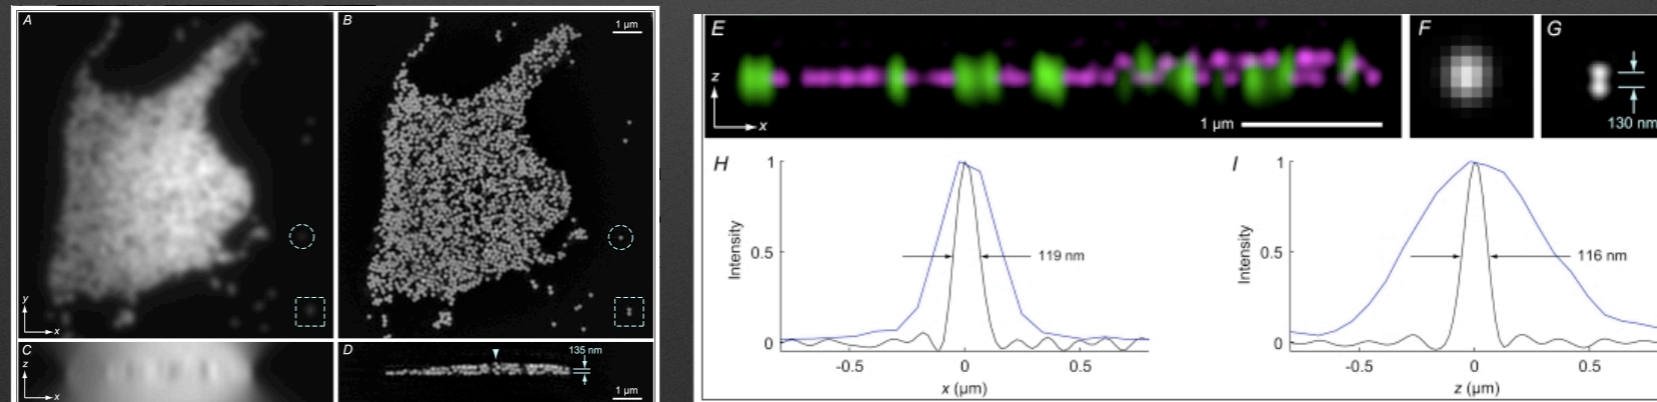 A
B
1 µm
y
x
C
z
x
D
135 nm
1 µm
E
z
x
1 µm
F
G
130 nm
H
1
0.5
0
Intensity
119 nm
-0.5
0
0.5
x (µm)
I
1
0.5
0
Intensity
116 nm
-0.5
0
0.5
z (µm)